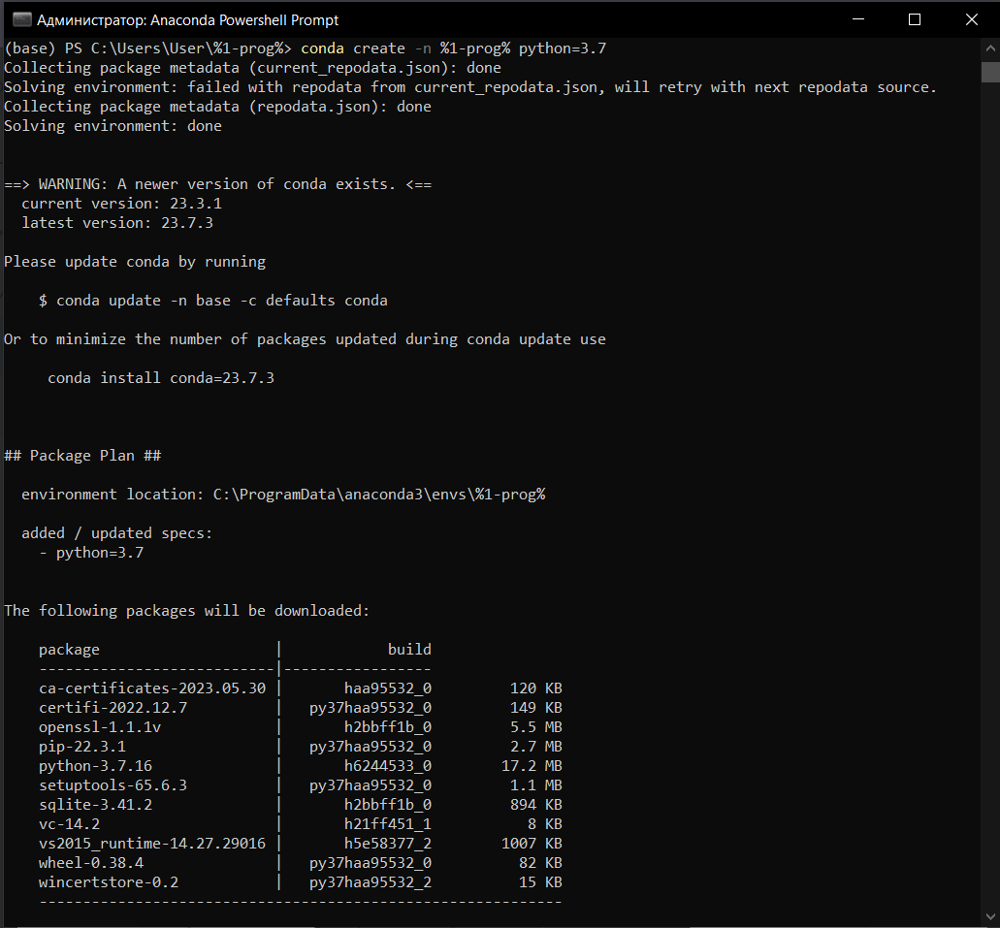 Администратор: Anaconda Powershell Prompt
(base) PS C:\Users\User\%1-prog%> conda create -n %1-prog% python=3.7
Collecting package metadata (current_repodata.json): done
Solving environment: failed with repodata from current_repodata.json, will retry with next repodata source.
Collecting package metadata (repodata.json): done
Solving environment: done
==> WARNING: A newer version of conda exists. <==
  current version: 23.3.1
  latest version: 23.7.3
Please update conda by running
    $ conda update -n base -c defaults conda
Or to minimize the number of packages updated during conda update use
     conda install conda=23.7.3
## Package Plan ##
  environment location: C:\ProgramData\anaconda3\envs\%1-prog%
  added / updated specs:
    - python=3.7
The following packages will be downloaded:
    package                    |            build
    ---------------------------|-----------------
    ca-certificates-2023.05.30 |       haa95532_0         120 KB
    certifi-2022.12.7          |   py37haa95532_0         149 KB
    openssl-1.1.1v             |       h2bbff1b_0         5.5 MB
    pip-22.3.1                 |   py37haa95532_0         2.7 MB
    python-3.7.16              |       h6244533_0        17.2 MB
    setuptools-65.6.3          |   py37haa95532_0         1.1 MB
    sqlite-3.41.2              |       h2bbff1b_0         894 KB
    vc-14.2                    |       h21ff451_1           8 KB
    vs2015_runtime-14.27.29016 |       h5e58377_2        1007 KB
    wheel-0.38.4               |   py37haa95532_0          82 KB
    wincertstore-0.2           |   py37haa95532_2          15 KB
    ------------------------------------------------------------